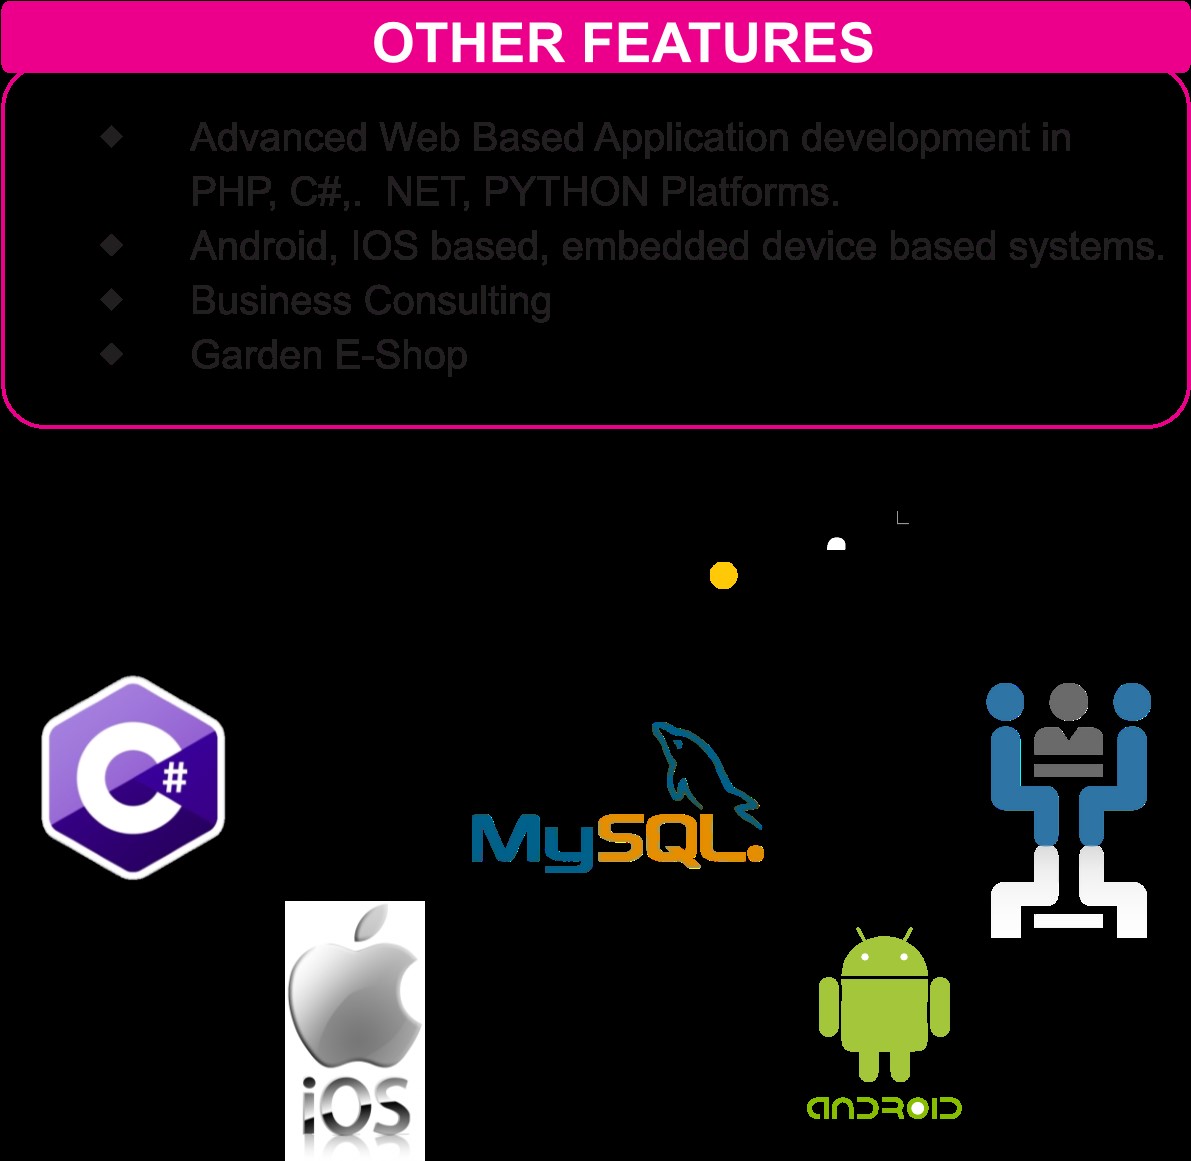 OTHER FEATURES
◆ Advanced Web Based Application development in
PHP, C#,.  NET, PYTHON Platforms.
◆ Android, IOS based, embedded device based systems.
◆ Business Consulting
◆ Garden E-Shop
C#
MySQL.
iOS
ANDROID